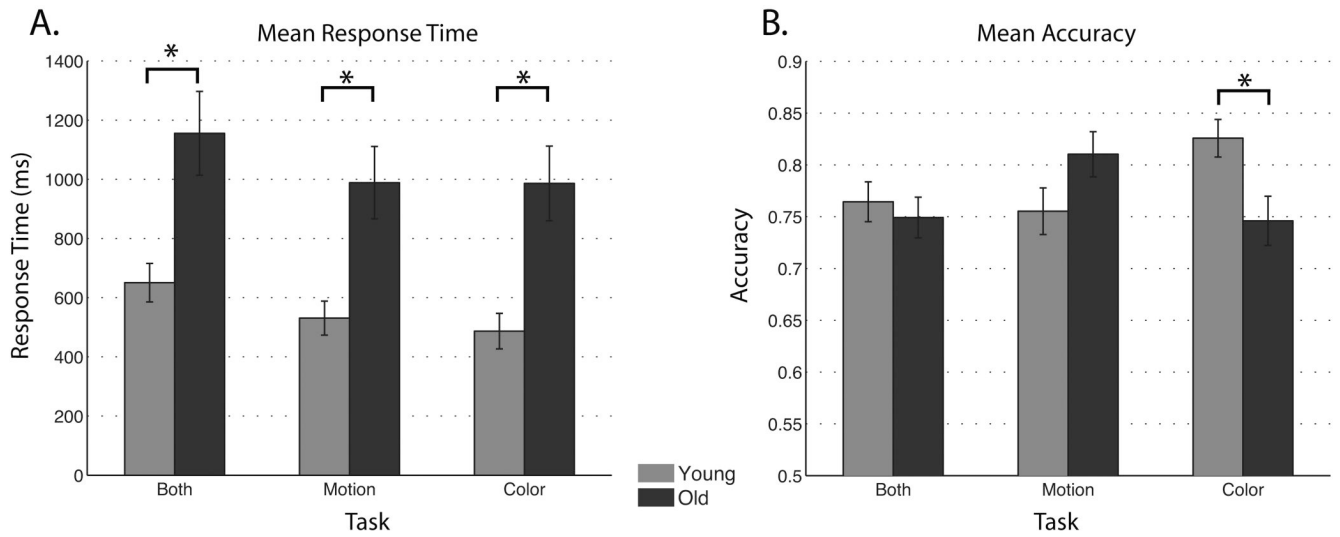 A.
Mean Response Time
1400
1200
1000
800
600
400
200
0
Response Time (ms)
*
*
*
Both
Motion
Color
Task
Young
Old
B.
Mean Accuracy
0.9
0.85
0.8
0.75
0.7
0.65
0.6
0.55
0.5
Accuracy
*
Both
Motion
Color
Task